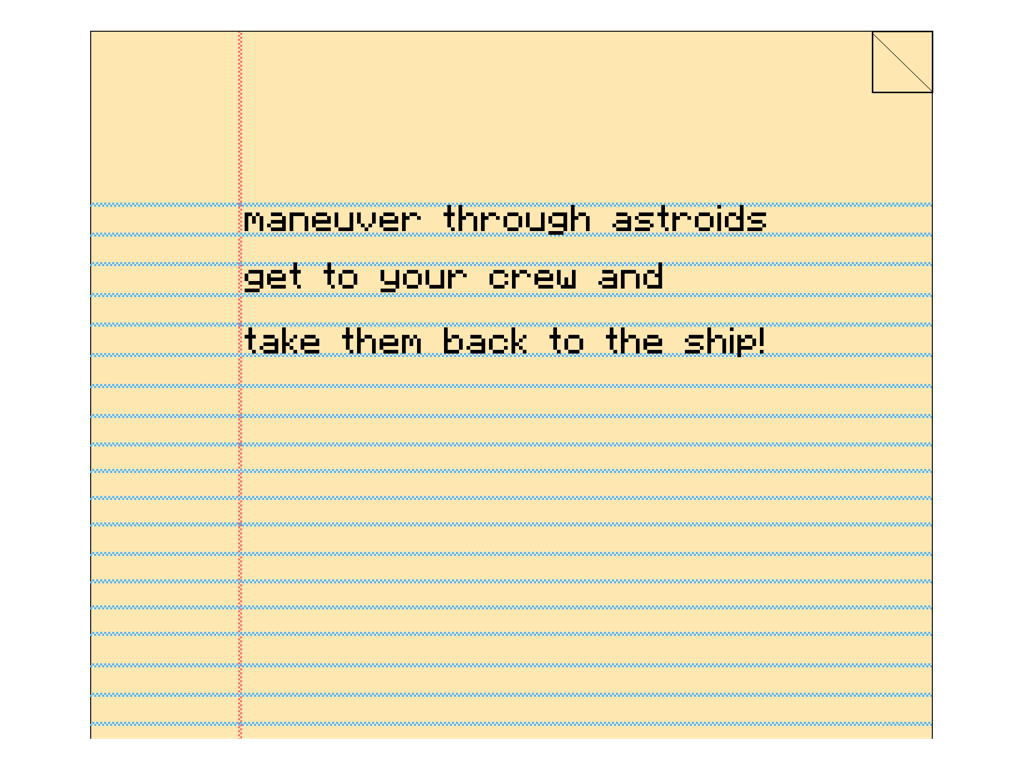 maneuver through astroids
get to your crew and
take them back to the ship!